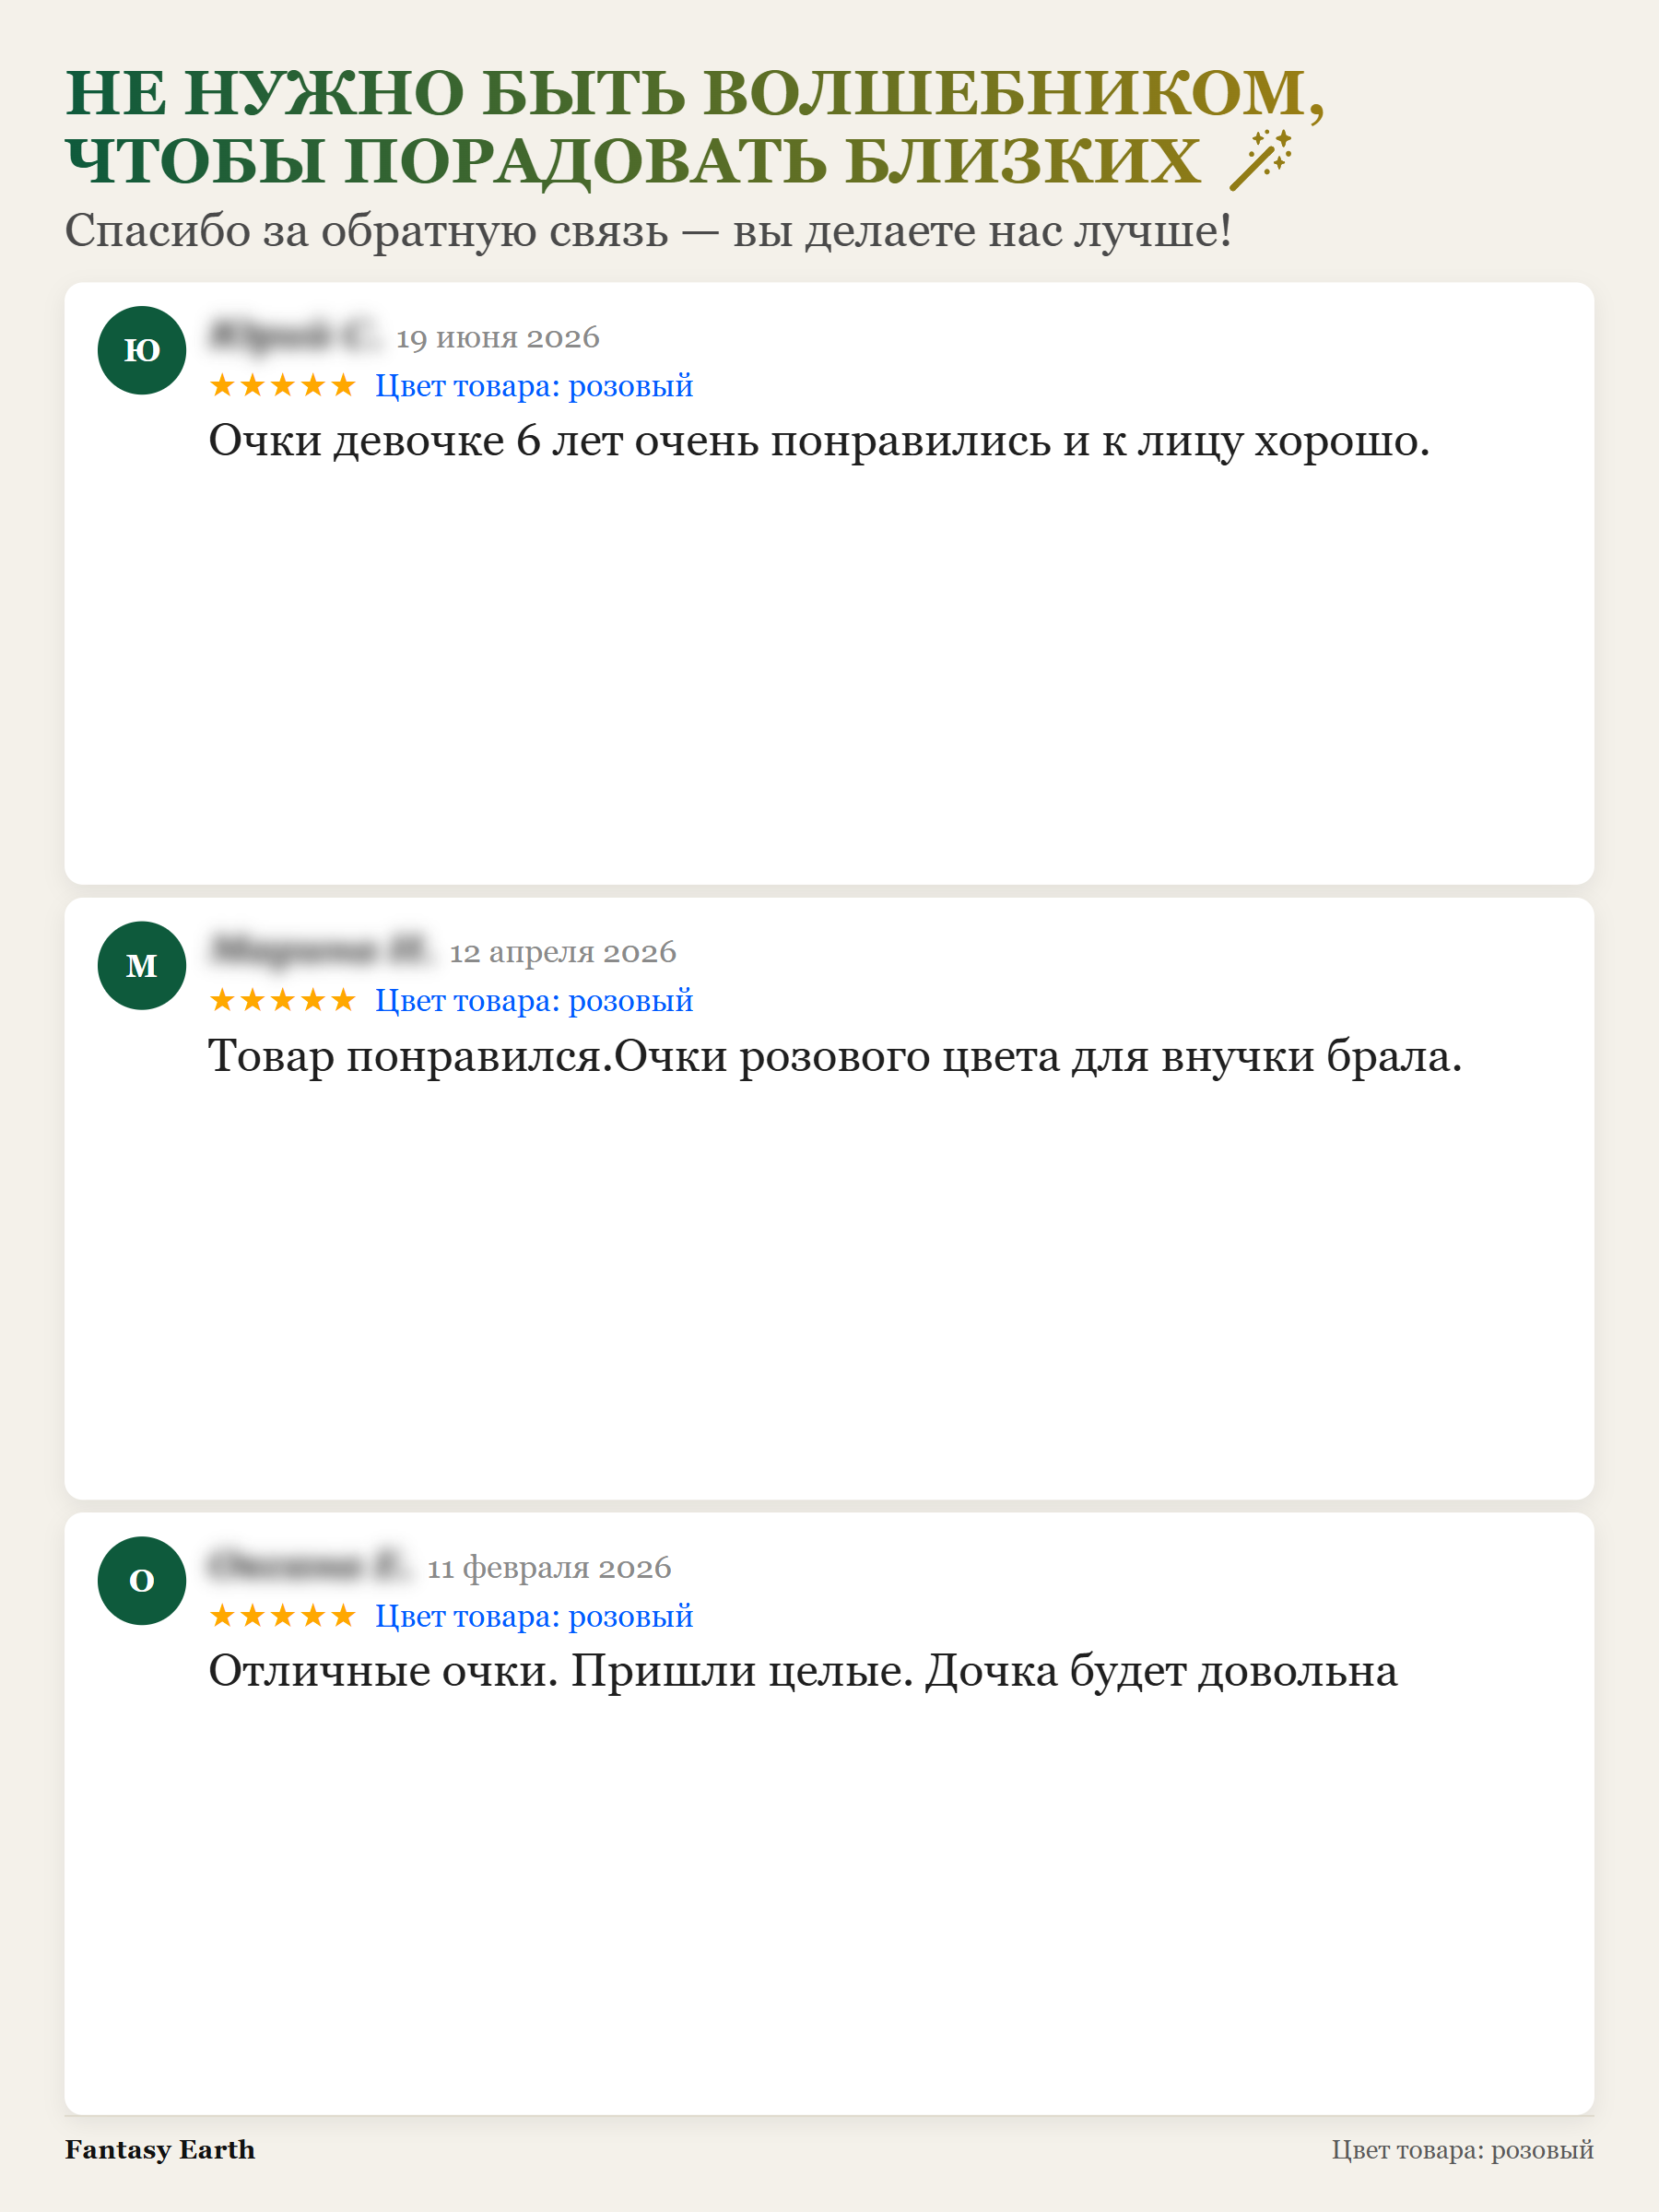 НЕ НУЖНО БЫТЬ ВОЛШЕБНИКОМ,
ЧТОБЫ ПОРАДОВАТЬ БЛИЗКИХ
Спасибо за обратную связь — вы делаете нас лучше!
Ю
19 июня 2026
★★★★★ Цвет товара: розовый
Очки девочке 6 лет очень понравились и к лицу хорошо.
М
12 апреля 2026
★★★★★ Цвет товара: розовый
Товар понравился.Очки розового цвета для внучки брала.
О
11 февраля 2026
★★★★★ Цвет товара: розовый
Отличные очки. Пришли целые. Дочка будет довольна
Fantasy Earth
Цвет товара: розовый